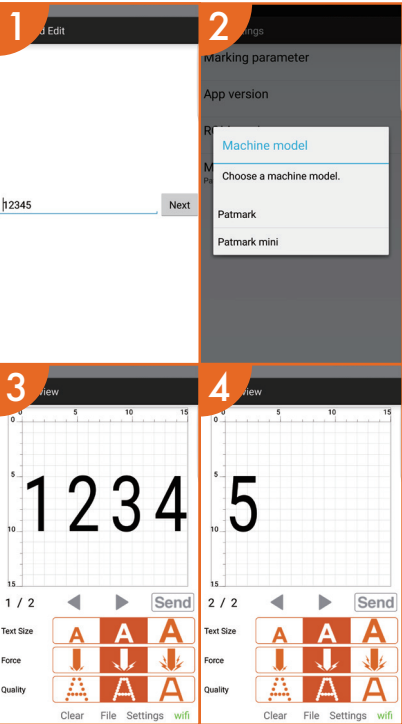 1
d Edit
12345
Next
2
ngs
Marking parameter
App version
R
M
Pa
Machine model
Choose a machine model.
Patmark
Patmark mini
3
view
0
5
10
15
0
5
10
15
1234
1 / 2
Send
Text Size
A
A
A
Force
Quality
A
A
A
Clear
File
Settings
wifi
4
view
0
5
10
15
0
5
10
15
5
2 / 2
Send
Text Size
A
A
A
Force
Quality
A
A
A
Clear
File
Settings
wifi